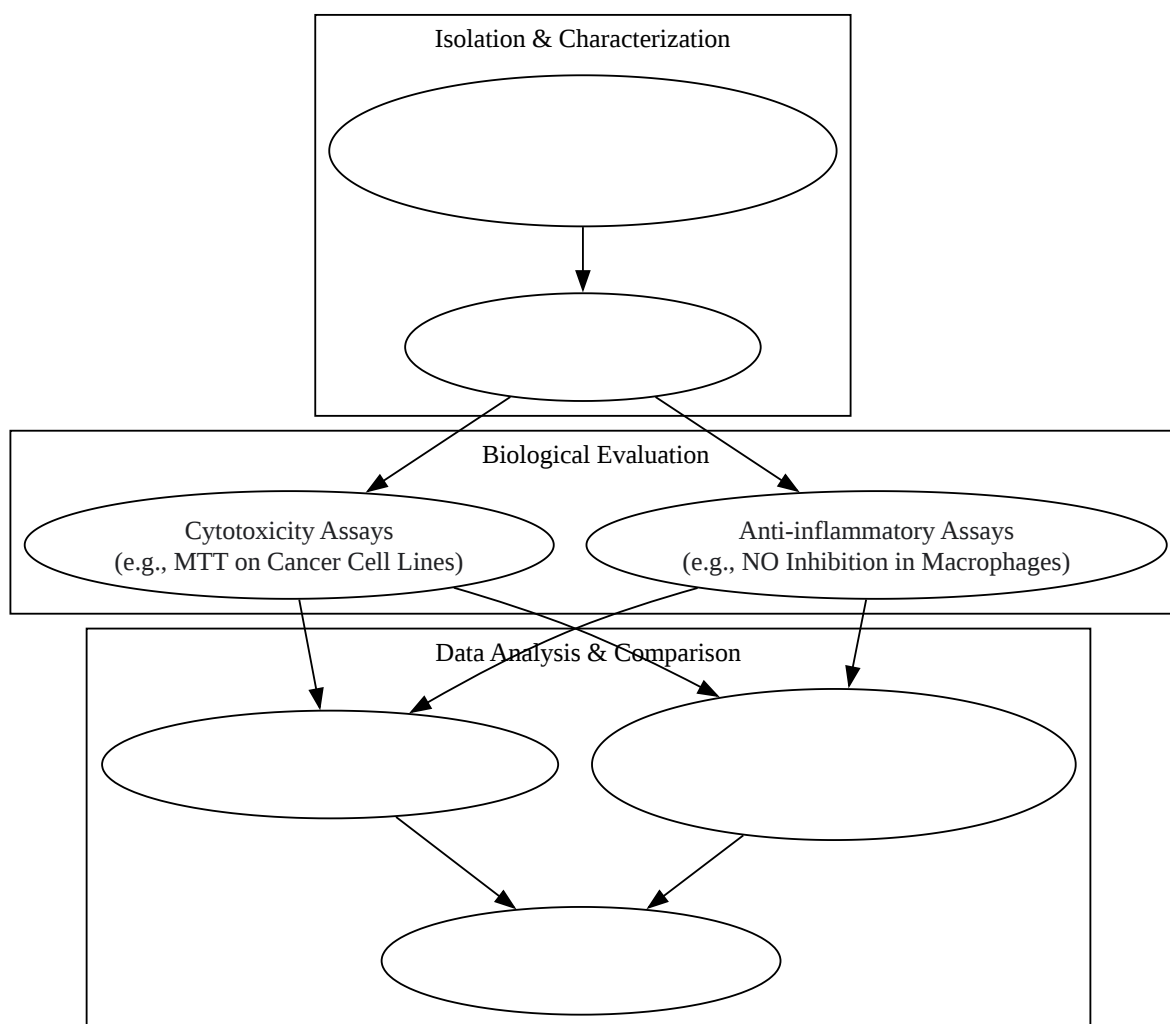 Isolation & Characterization
Biological Evaluation
Cytotoxicity Assays
(e.g., MTT on Cancer Cell Lines)
Anti-inflammatory Assays
(e.g., NO Inhibition in Macrophages)
Data Analysis & Comparison